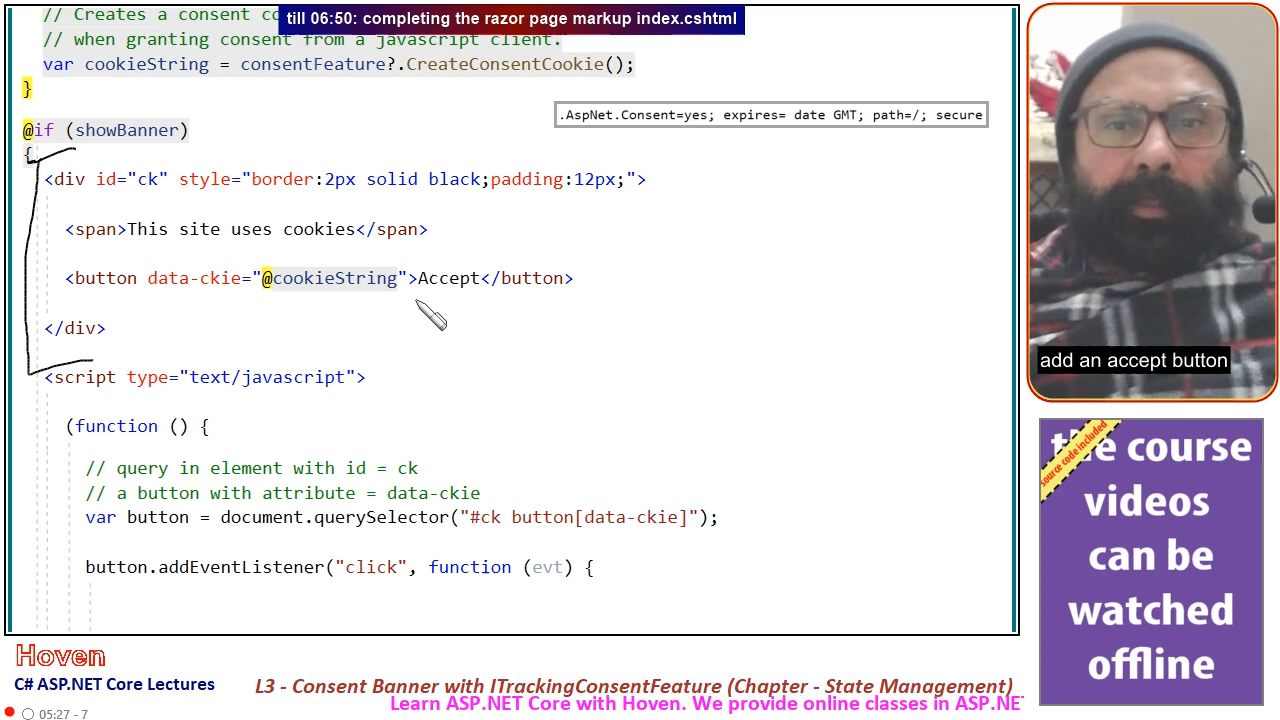 till 06:50: completing the razor page markup index.cshtml
// Creates a consent co
// when granting consent from a javascript client.
var cookieString = consentFeature?.CreateConsentCookie();
}
.AspNet.Consent=yes; expires= date GMT; path=/; secure
@if (showBanner)
{
<div id="ck" style="border:2px solid black;padding:12px;">
<span>This site uses cookies</span>
<button data-ckie="@cookieString">Accept</button>
</div>
<script type="text/javascript">
(function () {
// query in element with id = ck
// a button with attribute = data-ckie
var button = document.querySelector("#ck button[data-ckie]");
button.addEventListener("click", function (evt) {
add an accept button
source code included
the course
videos
can be
watched
offline
Hoven
C# ASP.NET Core Lectures
L3 - Consent Banner with ITrackingConsentFeature (Chapter - State Management)
Learn ASP.NET Core with Hoven. We provide online classes in ASP.NE
05:27 - 7